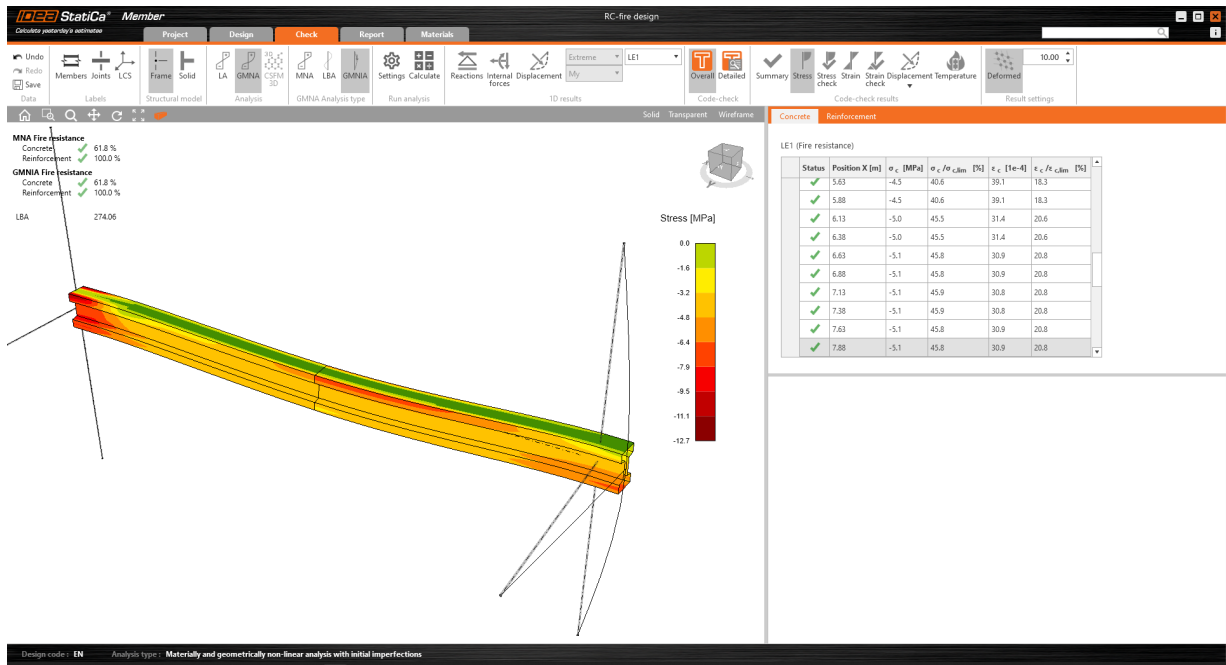 IDEA StatiCa® Member
Calculate yesterday's estimates
RC-fire design
Project Design Check Report Materials
Undo
Redo
Save
Data
Members Joints LCS
Labels
Frame Solid
Structural model
LA GMNA CSFM 3D
Analysis
MNA LBA GMNIA
GMNA Analysis type
Settings Calculate
Run analysis
Reactions Internal forces Displacement
Extreme LE1
My
1D results
Overall Detailed
Code-check
Summary Stress Stress check Strain Strain check Displacement Temperature
Code-check results
Deformed 10.00
Result settings
Solid Transparent Wireframe
MNA Fire resistance
Concrete 61.8 %
Reinforcement 100.0 %
GMNIA Fire resistance
Concrete 61.8 %
Reinforcement 100.0 %
LBA 274.06
Stress [MPa]
0.0
-1.6
-3.2
-4.8
-6.4
-7.9
-9.5
-11.1
-12.7
Concrete Reinforcement
LE1 (Fire resistance)
Status Position X [m] σ c [MPa] σ c /σ c,lim [%] ε c [1e-4] ε c /ε c,lim [%]
5.63 -4.5 40.6 39.1 18.3
5.88 -4.5 40.6 39.1 18.3
6.13 -5.0 45.5 31.4 20.6
6.38 -5.0 45.5 31.4 20.6
6.63 -5.1 45.8 30.9 20.8
6.88 -5.1 45.8 30.9 20.8
7.13 -5.1 45.9 30.8 20.8
7.38 -5.1 45.9 30.8 20.8
7.63 -5.1 45.8 30.9 20.8
7.88 -5.1 45.8 30.9 20.8
Design code : EN Analysis type : Materially and geometrically non-linear analysis with initial imperfections